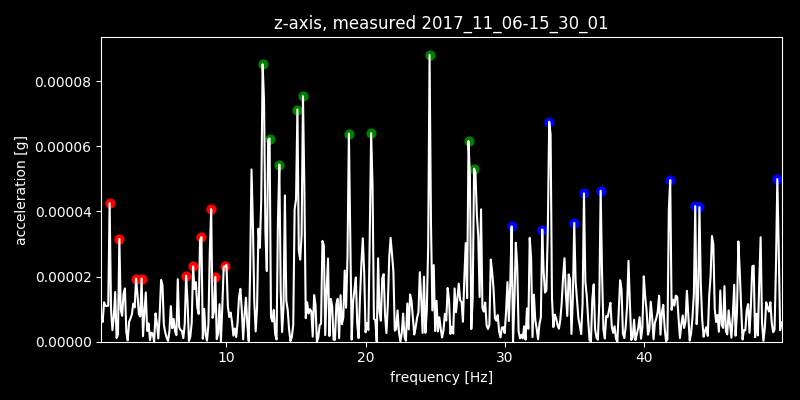 z-axis, measured 2017_11_06-15_30_01
0.00008
0.00006
0.00004
0.00002
0.00000
acceleration [g]
10 20 30 40
frequency [Hz]